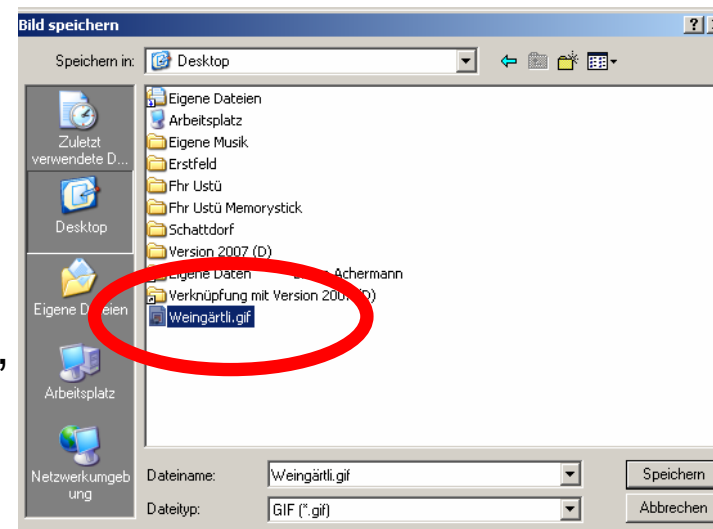 Bild speichern
Speichern in: Desktop
Zuletzt
verwendete D...
Desktop
Eigene Dateien
Arbeitsplatz
Netzwerkumgeb
ung
Eigene Dateien
Arbeitsplatz
Eigene Musik
Erstfeld
Fhr Ustü
Fhr Ustü Memorystick
Schattdorf
Version 2007 (D)
Eigene Daten Achermann
Verknüpfung mit Version 2007 (D)
Weingärtli.gif
,
Dateiname: Weingärtli.gif Speichern
Dateityp: GIF (*.gif) Abbrechen